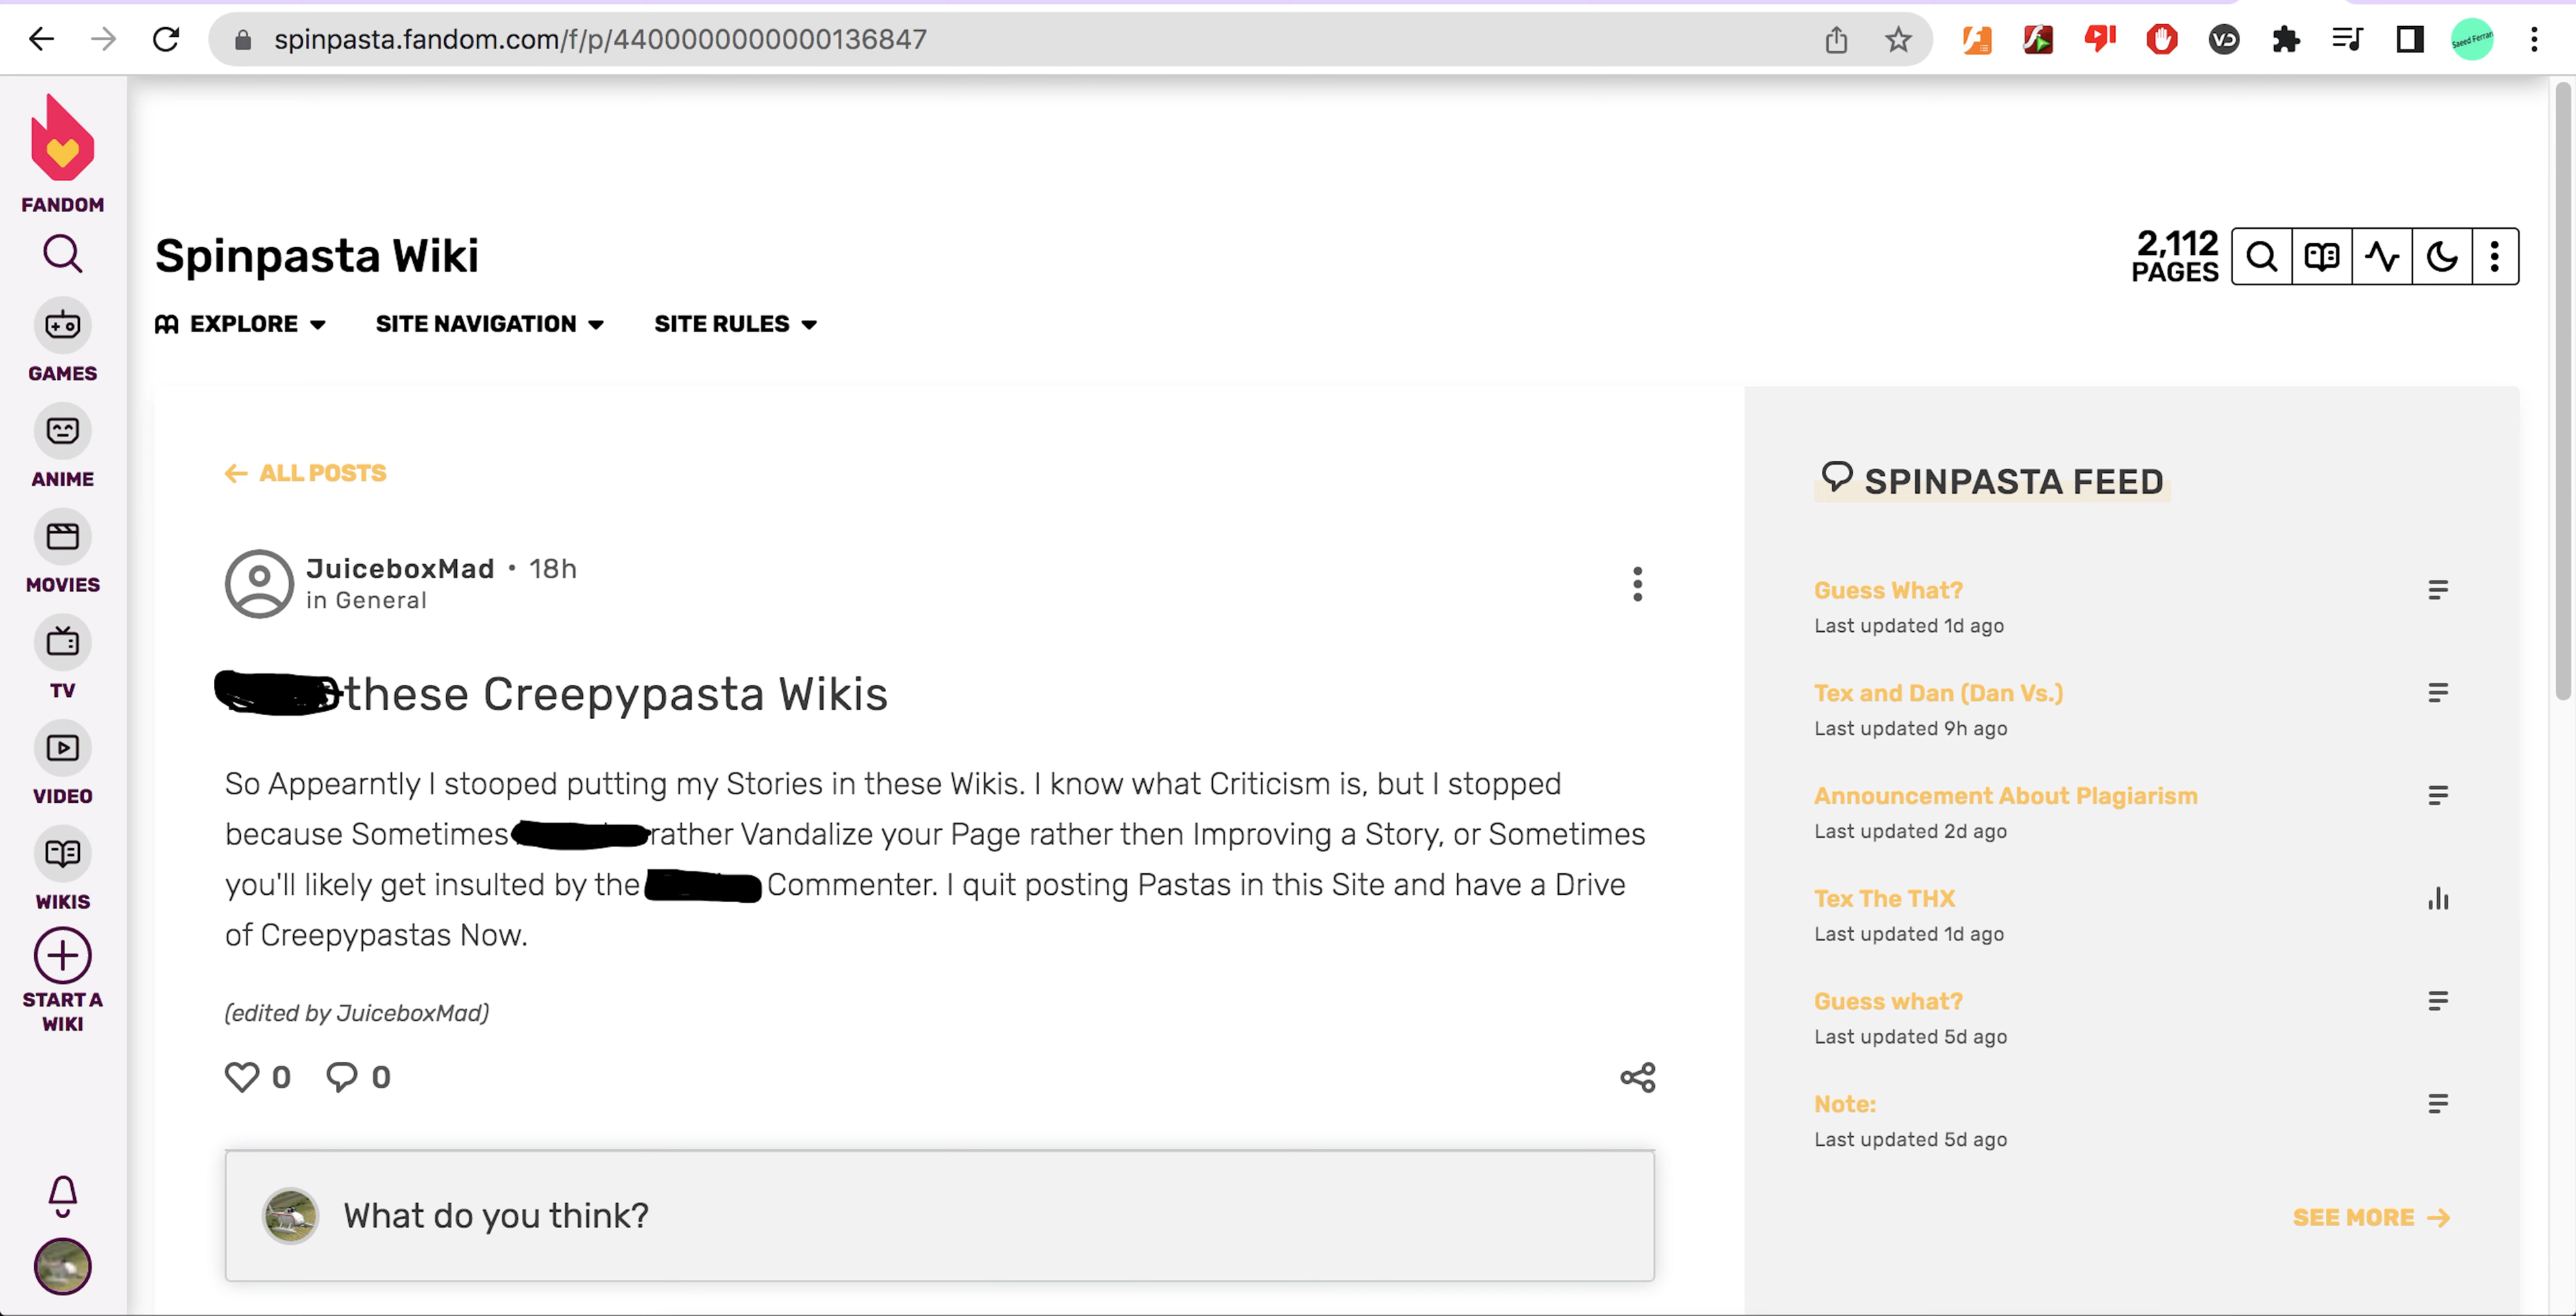 spinpasta.fandom.com/f/p/4400000000000136847
Saeed Ferrari
FANDOM
GAMES
ANIME
MOVIES
TV
VIDEO
WIKIS
START A
WIKI
Spinpasta Wiki
2,112
PAGES
EXPLORE
SITE NAVIGATION
SITE RULES
ALL POSTS
JuiceboxMad • 18h
in General
these Creepypasta Wikis
So Appearntly I stooped putting my Stories in these Wikis. I know what Criticism is, but I stopped
because Sometimes rather Vandalize your Page rather then Improving a Story, or Sometimes
you'll likely get insulted by the Commenter. I quit posting Pastas in this Site and have a Drive
of Creepypastas Now.
(edited by JuiceboxMad)
0
0
What do you think?
SPINPASTA FEED
Guess What?
Last updated 1d ago
Tex and Dan (Dan Vs.)
Last updated 9h ago
Announcement About Plagiarism
Last updated 2d ago
Tex The THX
Last updated 1d ago
Guess what?
Last updated 5d ago
Note:
Last updated 5d ago
SEE MORE